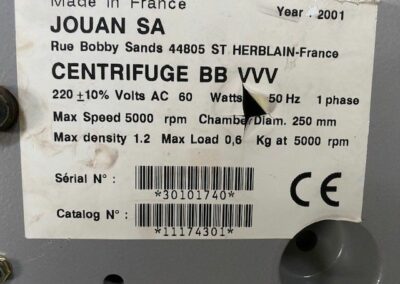 Made in France
Year : 2001
JOUAN SA
Rue Bobby Sands 44805 ST HERBLAIN-France
CENTRIFUGE BB VVV
220 ±10% Volts AC 60 Watts 50 Hz 1 phase
Max Speed 5000 rpm Chamber Diam. 250 mm
Max density 1.2 Max Load 0,6 Kg at 5000 rpm
Sérial N° :
*30101740*
CE
Catalog N° :
*11174301*